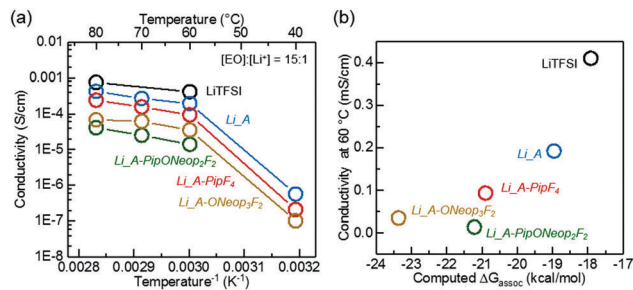 (a)
Temperature (°C)
80 70 60 40
0.01
[EO]:[Li⁺] = 15:1
0.001
LiTFSI
1E-4
Li_A
1E-5
Li_A-PipONeop₂F₂
1E-6
Li_A-PipF₄
1E-7
Li_A-ONeop₃F₂
1E-8
Conductivity (S/cm)
0.0028 0.0029 0.0030 0.0031 0.0032
Temperature⁻¹ (K⁻¹)
(b)
0.4
LiTFSI
0.3
0.2
Li_A
0.1
Li_A-PipF₄
Li_A-ONeop₃F₂
0.0
Li_A-PipONeop₂F₂
Conductivity at 60 °C (mS/cm)
-24 -23 -22 -21 -20 -19 -18 -17
Computed ΔG_assoc (kcal/mol)